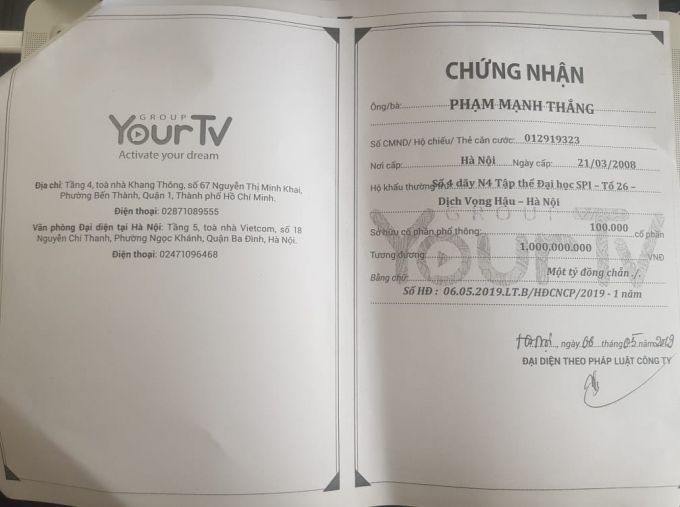 GROUP
YourTV
Activate your dream
Địa chỉ: Tầng 4, toà nhà Khang Thông, số 67 Nguyễn Thị Minh Khai,
Phường Bến Thành, Quận 1, Thành phố Hồ Chí Minh.
Điện thoại: 02871089555
Văn phòng Đại diện tại Hà Nội: Tầng 5, toà nhà Vietcom, số 18
Nguyễn Chí Thanh, Phường Ngọc Khánh, Quận Ba Đình, Hà Nội.
Điện thoại: 02471096468
CHỨNG NHẬN
Ông/bà: PHẠM MẠNH THẮNG
Số CMND/ Hộ chiếu/ Thẻ căn cước: 012919323
Nơi cấp: Hà Nội Ngày cấp: 21/03/2008
Hộ khẩu thường Số 4 dãy N4 Tập thể Đại học SP1 – Tổ 26 –
Dịch Vọng Hậu – Hà Nội
GROUP
YourTV
Sở hữu cổ phần phổ thông: 100.000 cổ phần
Tương đương: 1,000,000.000 VNĐ
Bằng chữ: Một tỷ đồng chẵn ./.
Số HĐ : 06.05.2019.LT.B/HĐCNCP/2019 - 1 năm
Hà Nội, ngày 06 tháng 05 năm 2019
ĐẠI DIỆN THEO PHÁP LUẬT CÔNG TY